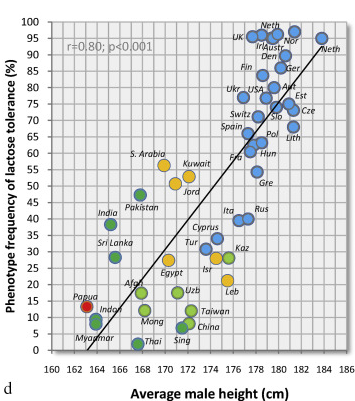 Phenotype frequency of lactose tolerance (%)
100
95
90
85
80
75
70
65
60
55
50
45
40
35
30
25
20
15
10
5
0
r=0.80; p<0.001
Neth
UK
Irl
Austr
Nor
Neth
Den
Fin
Ger
Ukr
USA
Aut
Est
Switz
Slo
Cze
Spain
Pol
Lith
Fra
Hun
Gre
S. Arabia
Kuwait
Jord
Pakistan
India
Ita
Rus
Sri Lanka
Cyprus
Tur
Kaz
Egypt
Isr
Leb
Afgh
Uzb
Papua
Indon
Mong
Taiwan
Myanmar
China
Thai
Sing
160 162 164 166 168 170 172 174 176 178 180 182 184 186
d
Average male height (cm)